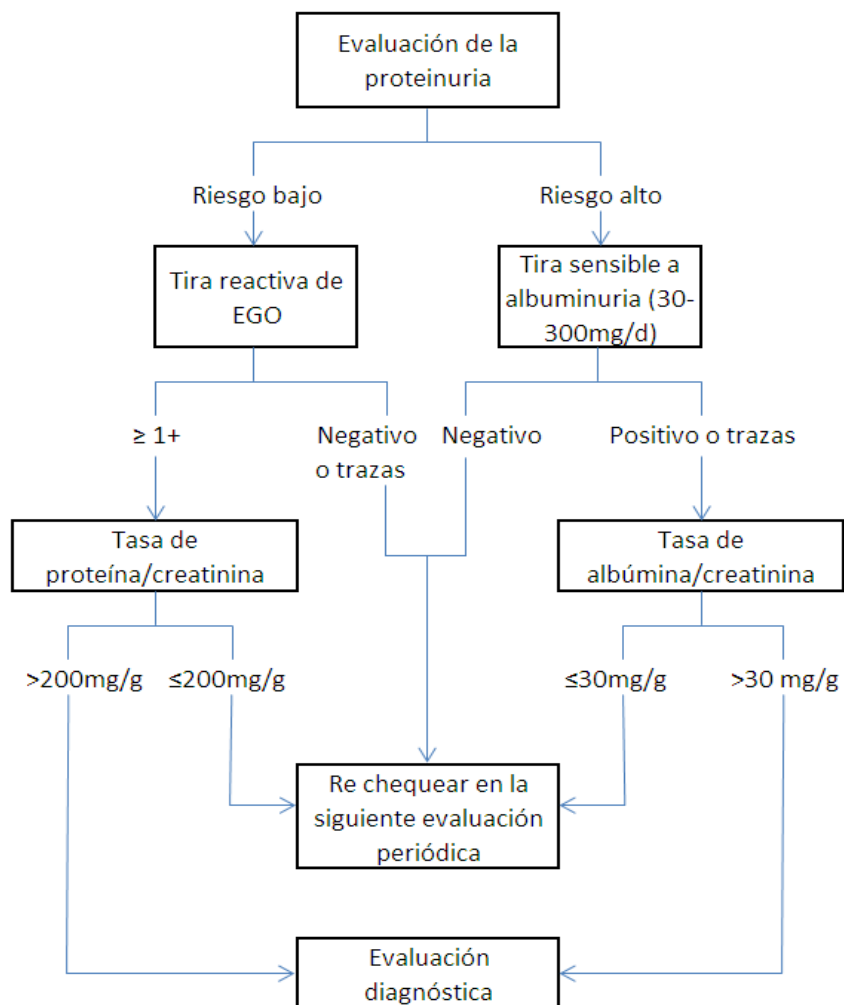 Evaluación de la
proteinuria
Riesgo bajo
Riesgo alto
Tira reactiva de
EGO
Tira sensible a
albuminuria (30-
300mg/d)
≥ 1+
Negativo
o trazas
Negativo
Positivo o trazas
Tasa de
proteína/creatinina
Tasa de
albúmina/creatinina
>200mg/g
≤200mg/g
≤30mg/g
>30 mg/g
Re chequear en la
siguiente evaluación
periódica
Evaluación
diagnóstica